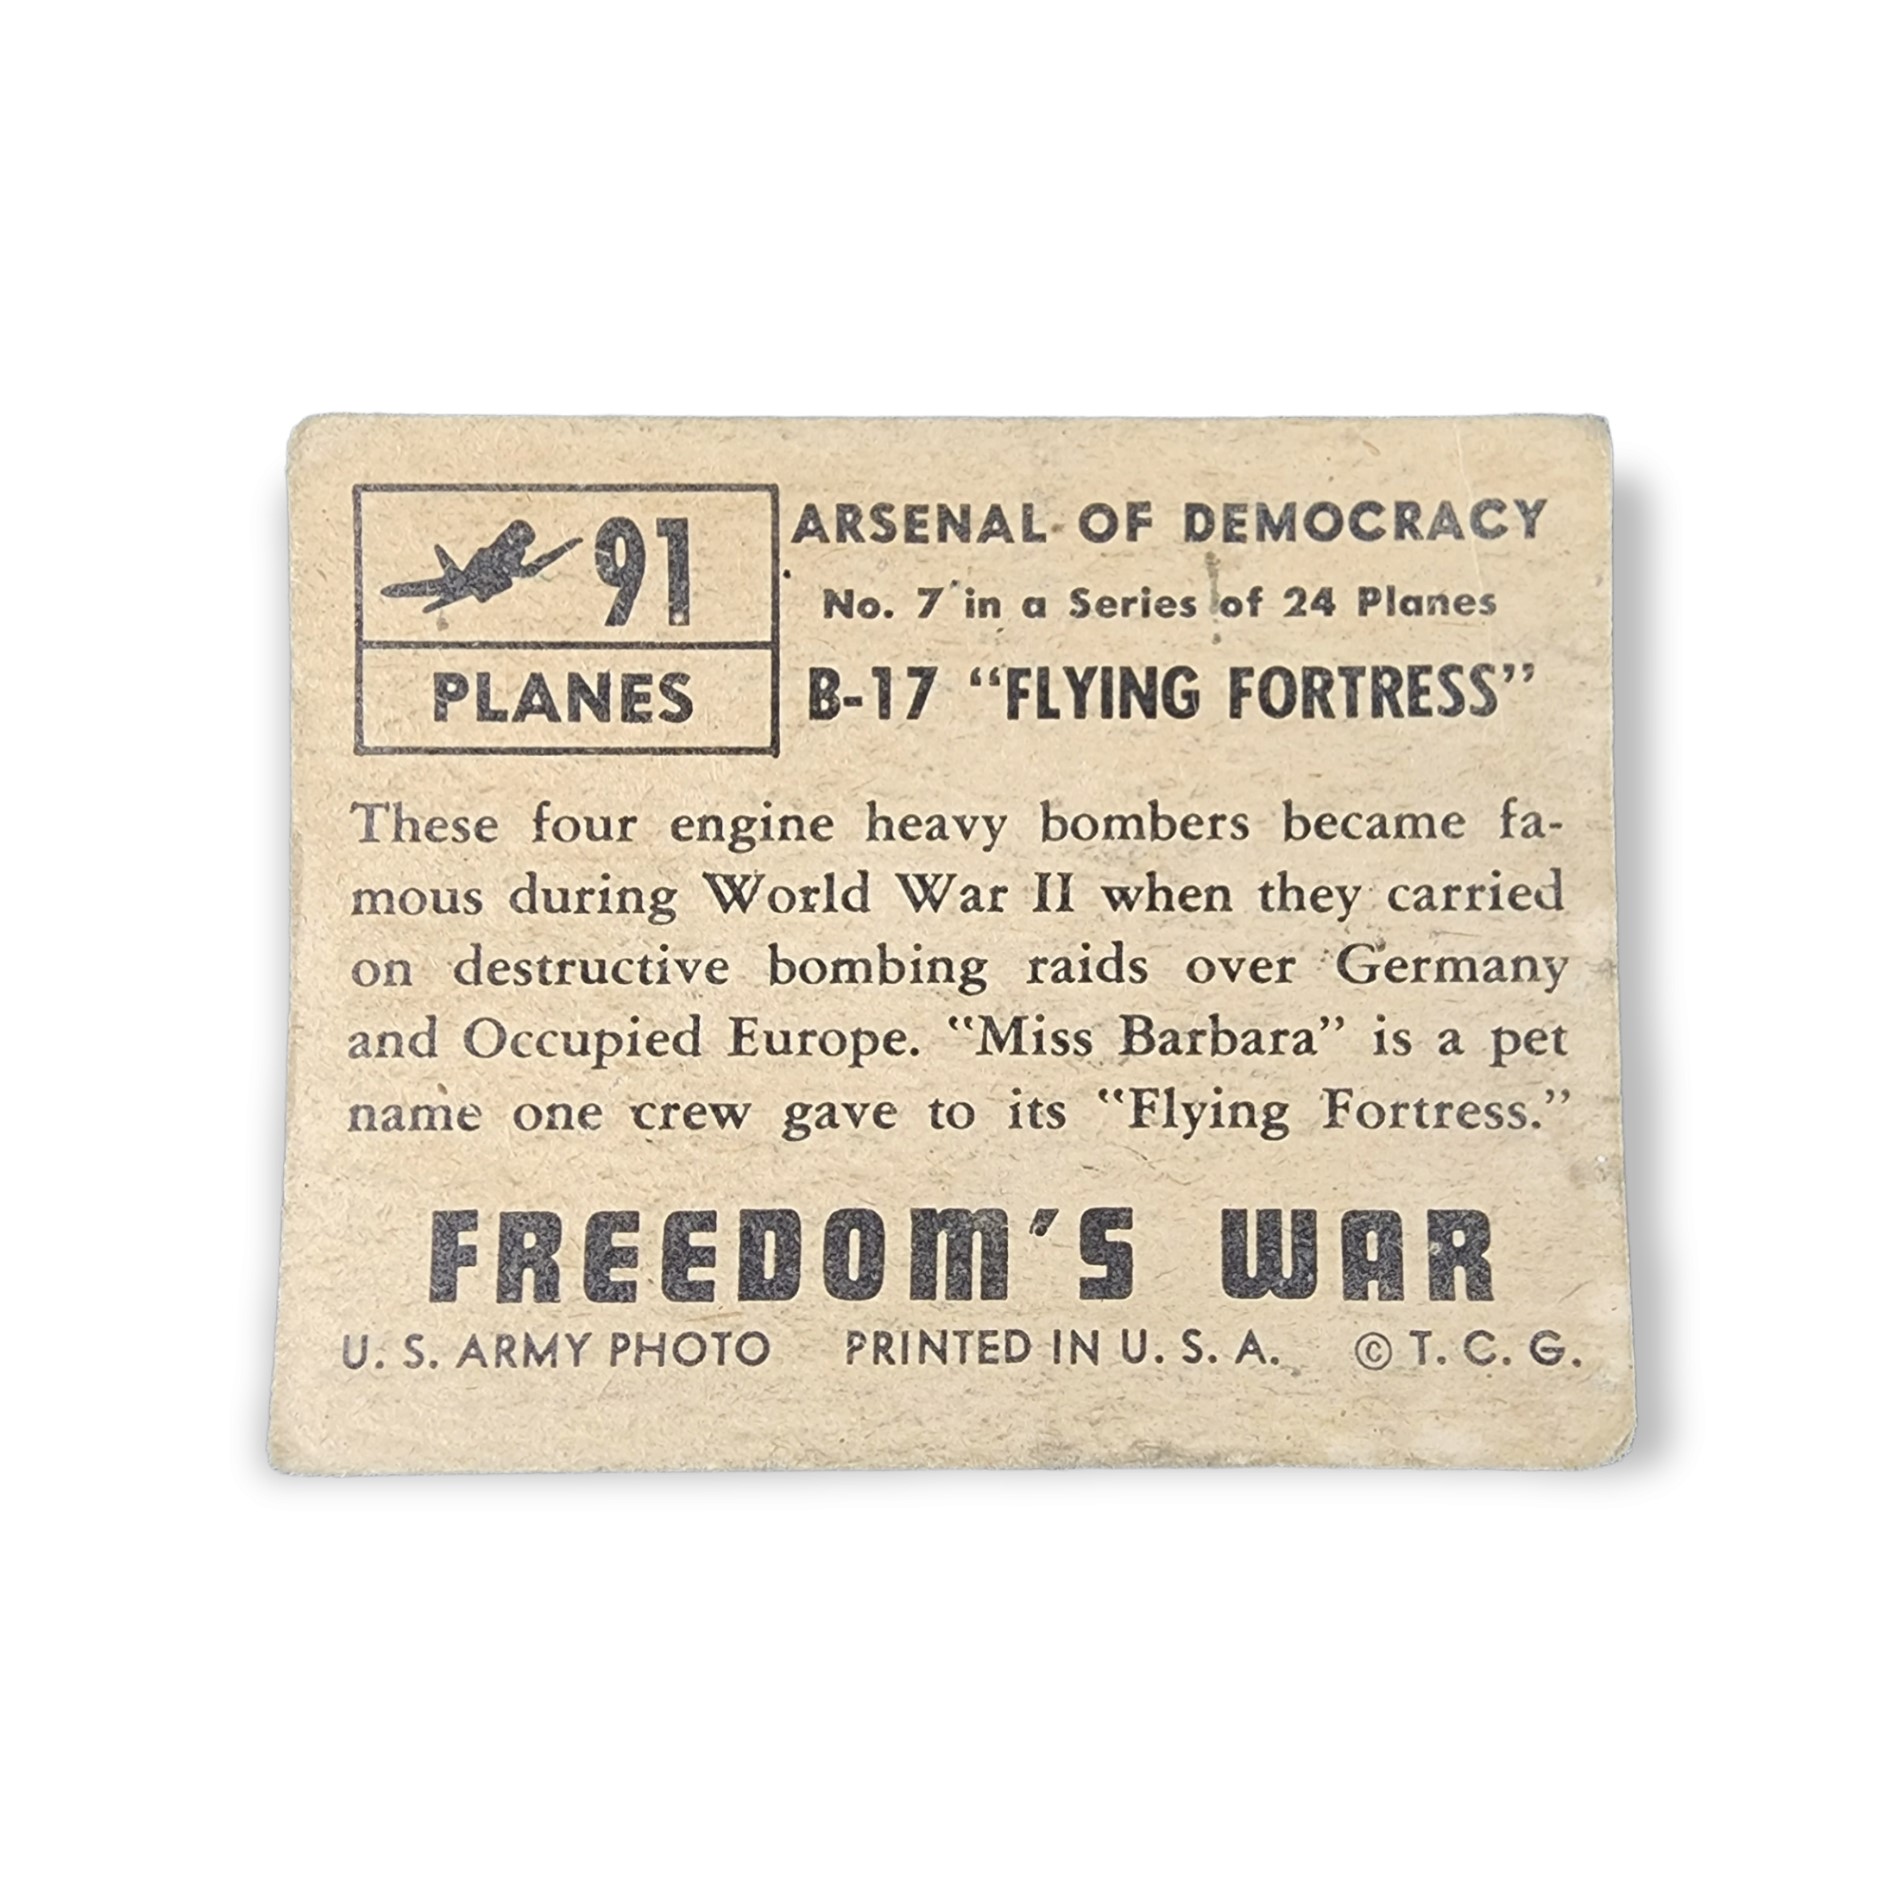 91
PLANES
ARSENAL OF DEMOCRACY
No. 7 in a Series of 24 Planes
B-17 “FLYING FORTRESS”
These four engine heavy bombers became fa-
mous during World War II when they carried
on destructive bombing raids over Germany
and Occupied Europe. “Miss Barbara” is a pet
name one crew gave to its “Flying Fortress.”
FREEDOM'S WAR
U. S. ARMY PHOTO PRINTED IN U. S. A. © T. C. G.